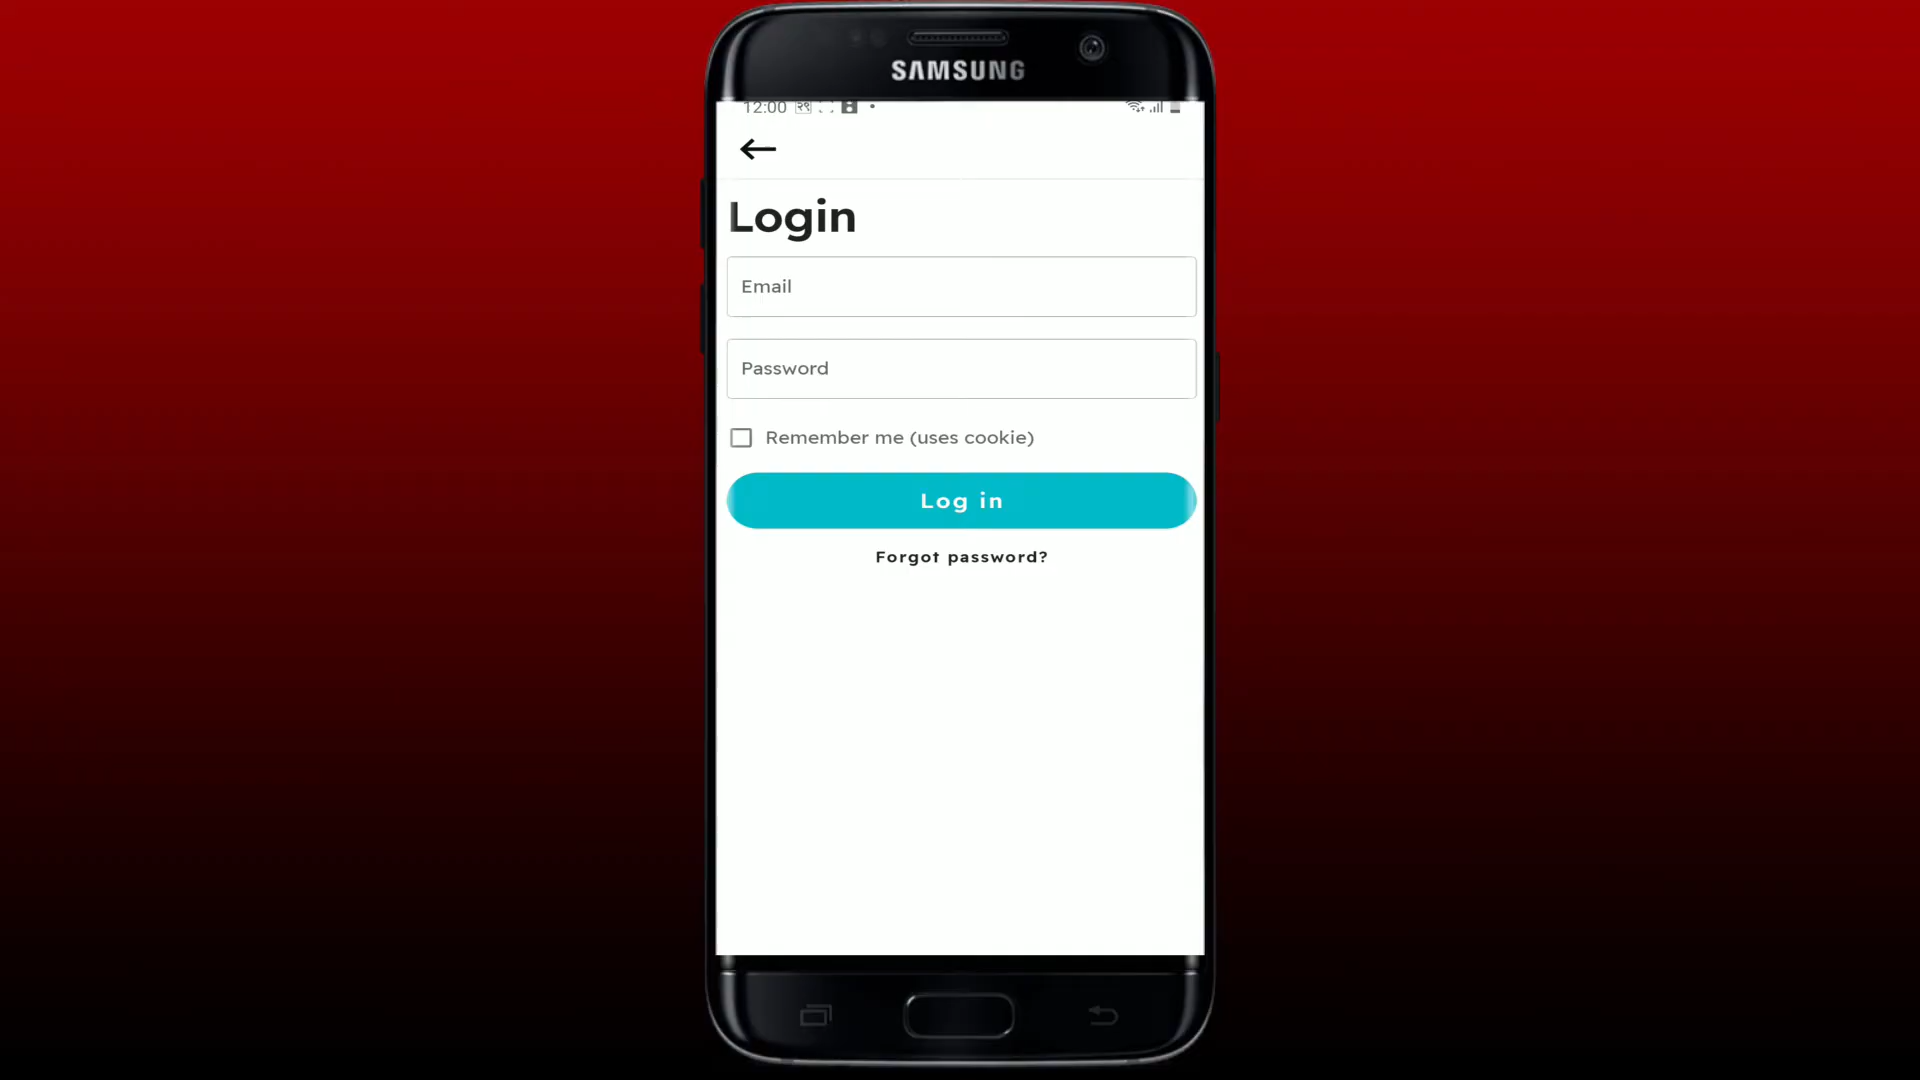 SAMSUNG
12:00
Login
Email
Password
Remember me (uses cookie)
Log in
Forgot password?